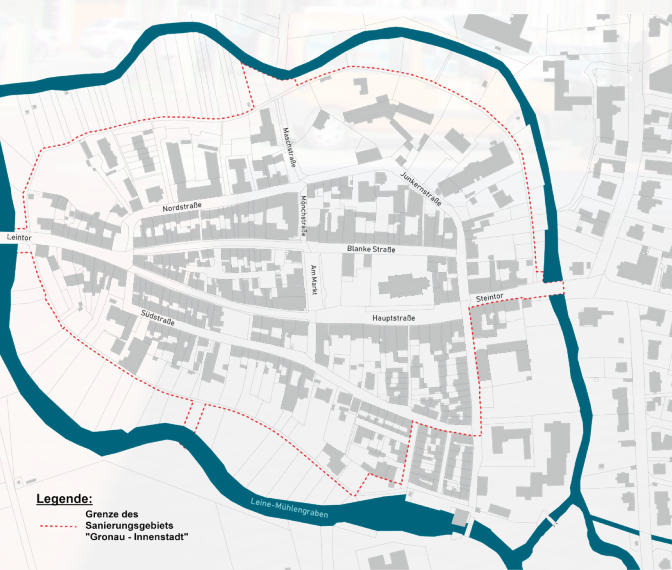 Maschstraße
Junkernstraße
Nordstraße
Mönchstraße
Leintor
Blanke Straße
Am Markt
Steintor
Südstraße
Hauptstraße
Leine-Mühlengraben
Legende:
Grenze des
Sanierungsgebiets
"Gronau - Innenstadt"